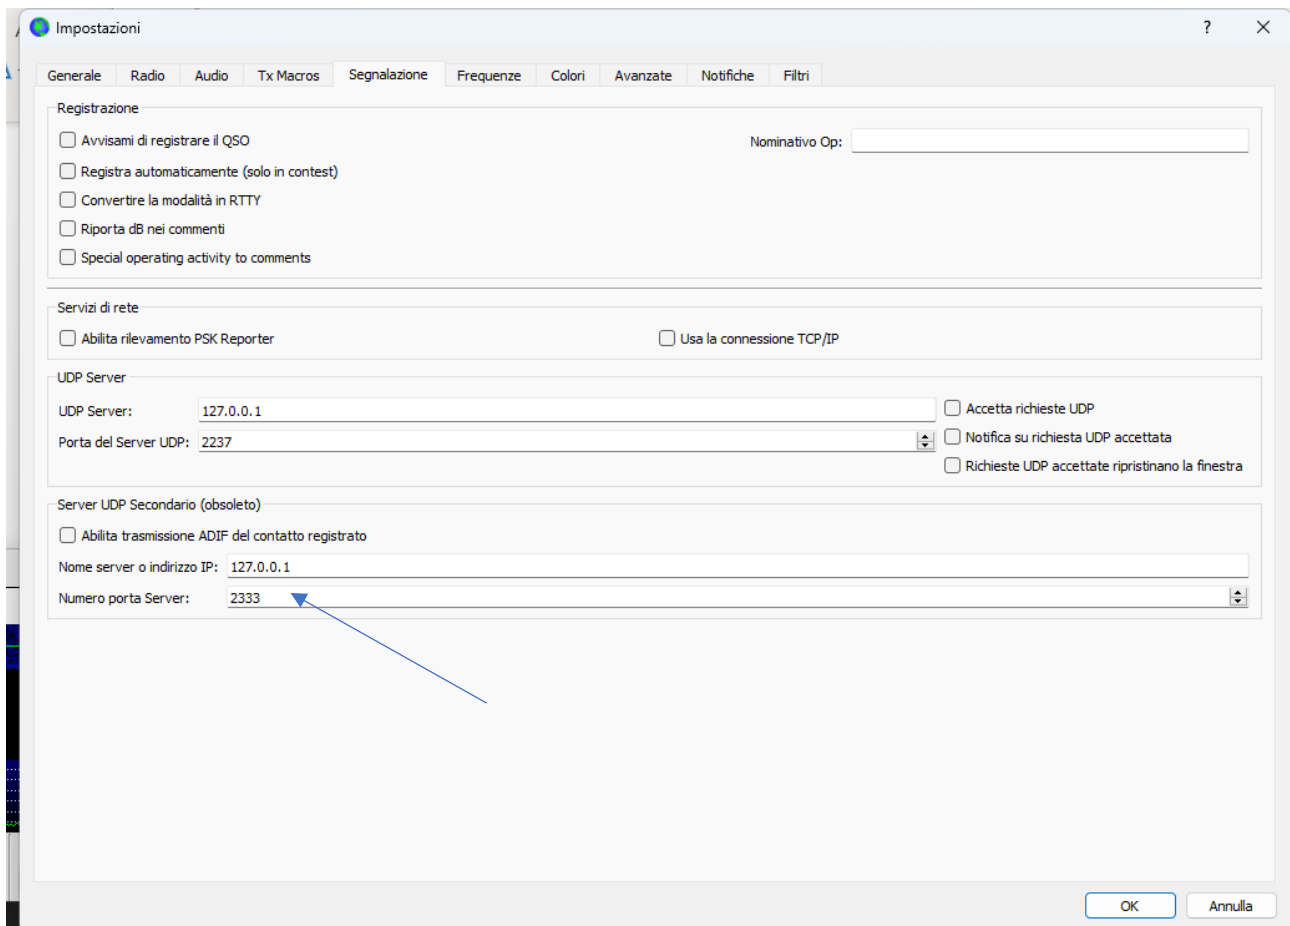 Impostazioni ?
Generale Radio Audio Tx Macros Segnalazione Frequenze Colori Avanzate Notifiche Filtri
Registrazione
Avvisami di registrare il QSO
Nominativo Op:
Registra automaticamente (solo in contest)
Convertire la modalità in RTTY
Riporta dB nei commenti
Special operating activity to comments
Servizi di rete
Abilita rilevamento PSK Reporter
Usa la connessione TCP/IP
UDP Server
UDP Server: 127.0.0.1
Accetta richieste UDP
Porta del Server UDP: 2237
Notifica su richiesta UDP accettata
Richieste UDP accettate ripristinano la finestra
Server UDP Secondario (obsoleto)
Abilita trasmissione ADIF del contatto registrato
Nome server o indirizzo IP: 127.0.0.1
Numero porta Server: 2333
OK Annulla